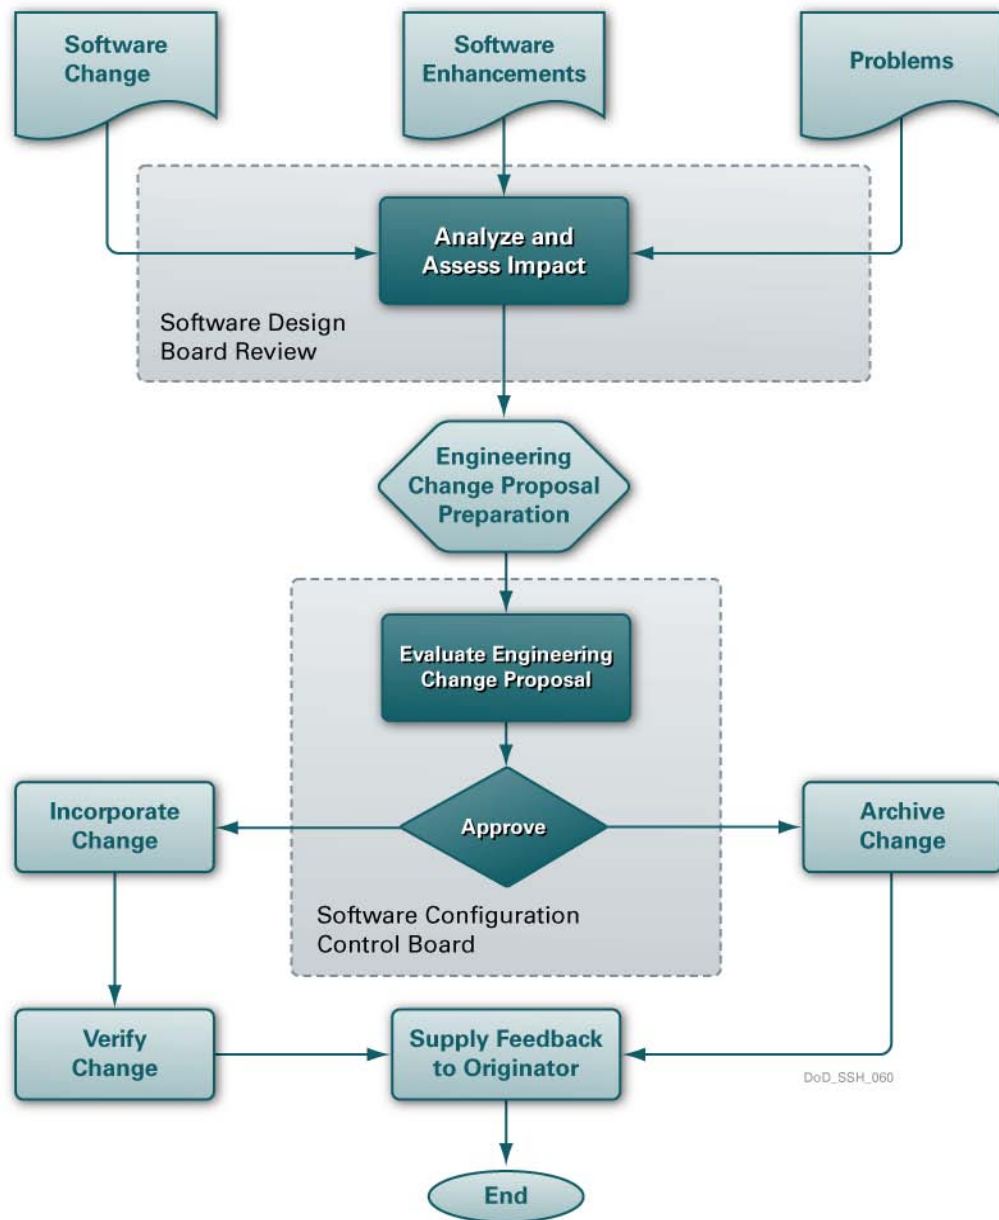 Software
Change
Software
Enhancements
Problems
Analyze and
Assess Impact
Software Design
Board Review
Engineering
Change Proposal
Preparation
Evaluate Engineering
Change Proposal
Approve
Incorporate
Change
Archive
Change
Software Configuration
Control Board
Verify
Change
Supply Feedback
to Originator
DoD_SSH_060
End